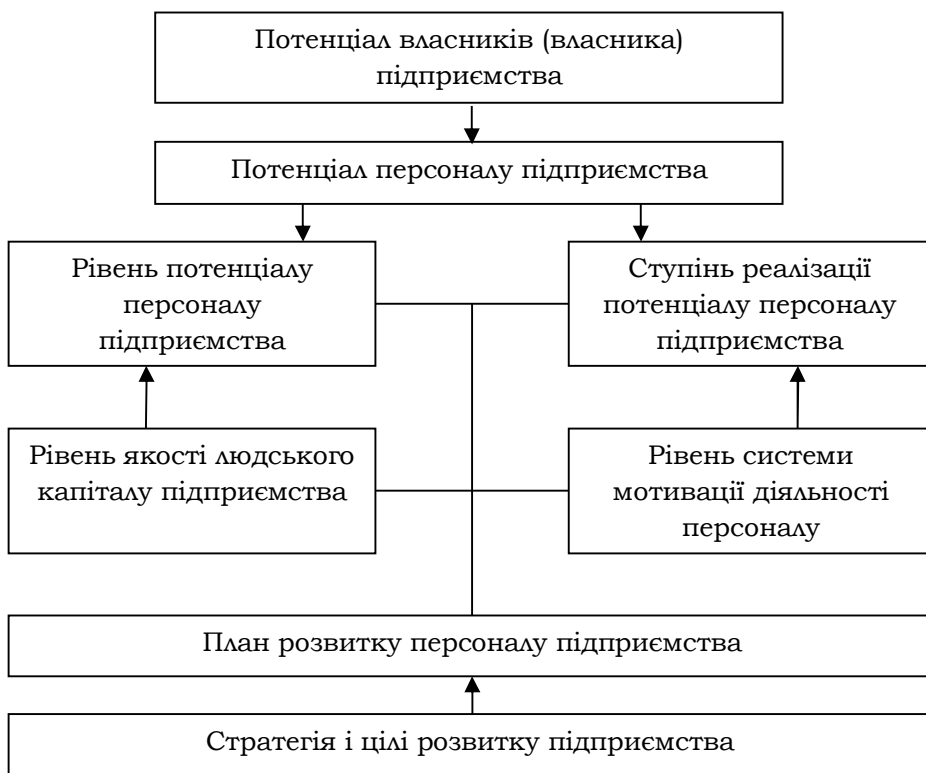 Потенціал власників (власника)
підприємства
Потенціал персоналу підприємства
Рівень потенціалу
персоналу
підприємства
Ступінь реалізації
потенціалу персоналу
підприємства
Рівень якості людського
капіталу підприємства
Рівень системи
мотивації діяльності
персоналу
План розвитку персоналу підприємства
Стратегія і цілі розвитку підприємства